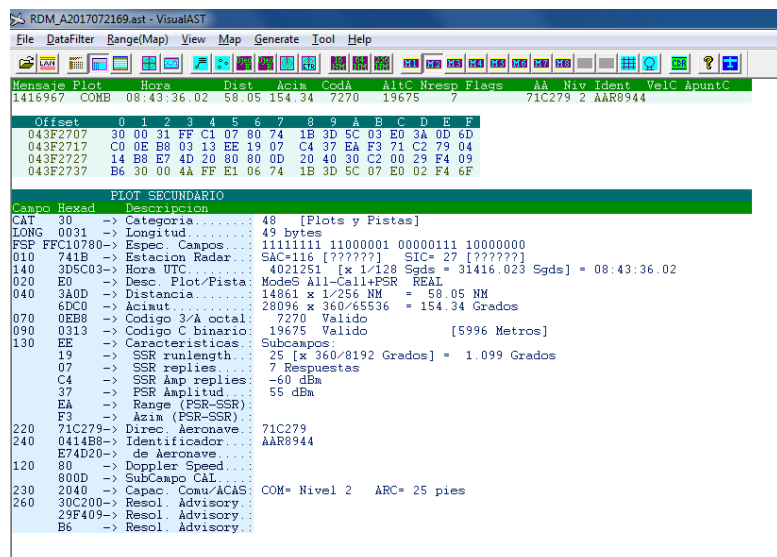 RDM_A2017072169.ast - VisualAST
File DataFilter Range(Map) View Map Generate Tool Help
LAN M1 M2 M3 M4 M5 M6 M7 M8 CDR
Mensaje Plot Hora Dist Acim CodA AltC Nresp Flags AA Niv Ident VelC ApuntC
1416967 COMB 08:43:36.02 58.05 154.34 7270 19675 7 71C279 2 AAR8944
Offset 0 1 2 3 4 5 6 7 8 9 A B C D E F
043F2707 30 00 31 FF C1 07 80 74 1B 3D 5C 03 E0 3A 0D 6D
043F2717 C0 0E B8 03 13 EE 19 07 C4 37 EA F3 71 C2 79 04
043F2727 14 B8 E7 4D 20 80 80 0D 20 40 30 C2 00 29 F4 09
043F2737 B6 30 00 4A FF E1 06 74 1B 3D 5C 07 E0 02 F4 6F
PLOT SECUNDARIO
Campo Hexad Descripcion
CAT 30 -> Categoria.......: 48 [Plots y Pistas]
LONG 0031 -> Longitud........: 49 bytes
FSP FFC10780-> Espec. Campos...: 11111111 11000001 00000111 10000000
010 741B -> Estacion Radar..: SAC=116 [??????] SIC= 27 [??????]
140 3D5C03-> Hora UTC........: 4021251 [x 1/128 Sgds = 31416.023 Sgds] = 08:43:36.02
020 E0 -> Desc. Plot/Pista: ModeS All-Call+PSR REAL
040 3A0D -> Distancia.......: 14861 x 1/256 NM = 58.05 NM
6DC0 -> Acimut..........: 28096 x 360/65536 = 154.34 Grados
070 0EB8 -> Codigo 3/A octal: 7270 Valido
090 0313 -> Codigo C binario: 19675 Valido [5996 Metros]
130 EE -> Caracteristicas.: Subcampos:
19 -> SSR runlength..: 25 [x 360/8192 Grados] = 1.099 Grados
07 -> SSR replies....: 7 Respuestas
C4 -> SSR Amp replies: -60 dBm
37 -> PSR Amplitud...: 55 dBm
EA -> Range (PSR-SSR):
F3 -> Azim (PSR-SSR).:
220 71C279-> Direc. Aeronave.: 71C279
240 0414B8-> Identificador...: AAR8944
E74D20-> de Aeronave....:
120 80 -> Doppler Speed...:
800D -> SubCampo CAL....:
230 2040 -> Capac. Comu/ACAS: COM= Nivel 2 ARC= 25 pies
260 30C200-> Resol. Advisory.:
29F409-> Resol. Advisory.:
B6 -> Resol. Advisory.: